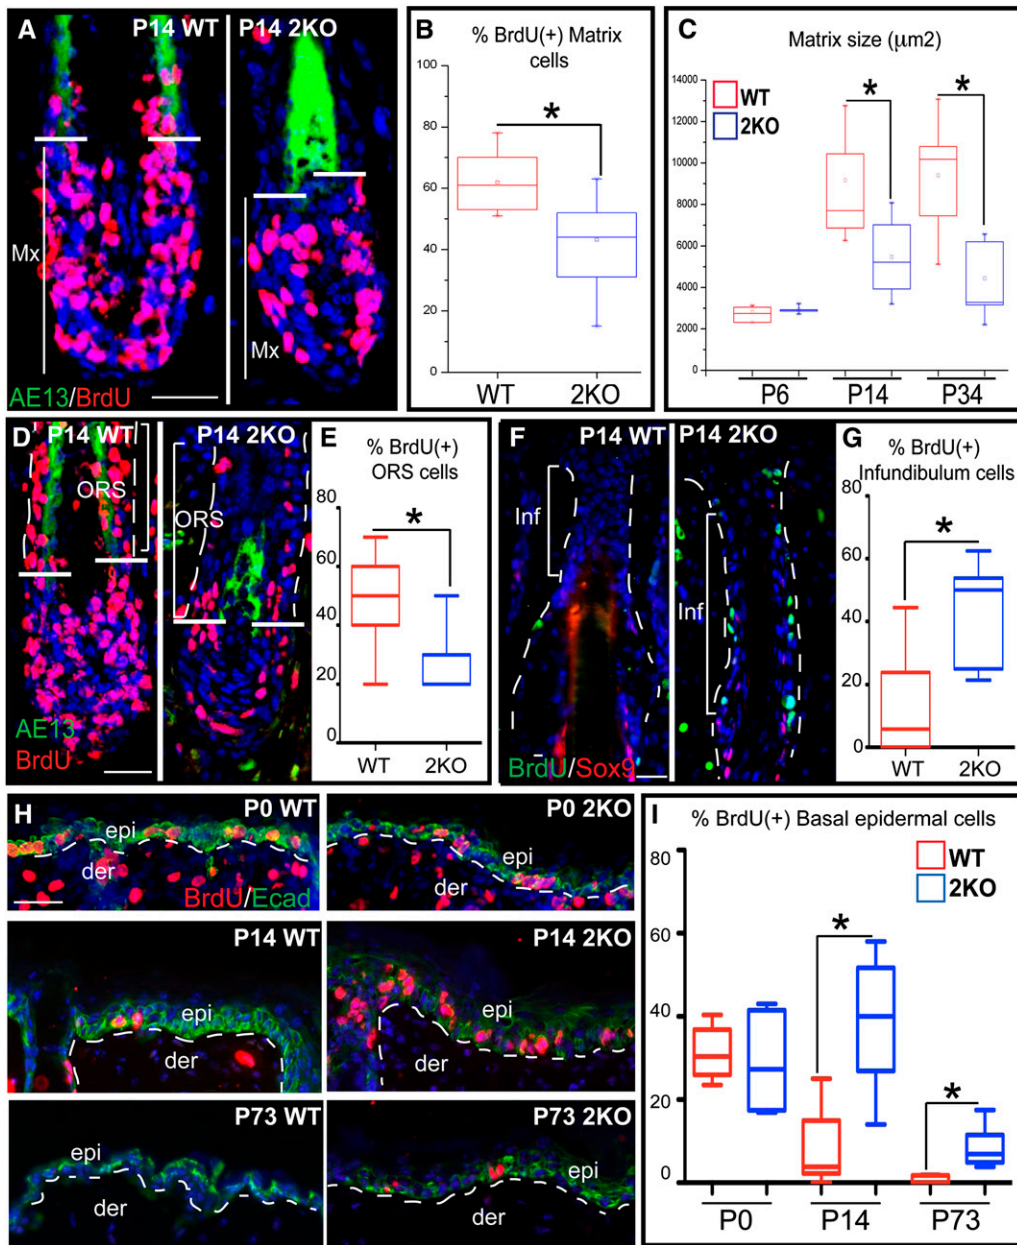 A
P14 WT
P14 2KO
Mx
Mx
AE13/BrdU
B
% BrdU(+) Matrix
cells
*
100
80
60
40
20
0
WT
2KO
C
Matrix size (μm2)
WT
2KO
*
*
14000
12000
10000
8000
6000
4000
2000
0
P6
P14
P34
D
P14 WT
P14 2KO
ORS
ORS
AE13
BrdU
E
% BrdU(+)
ORS cells
*
80
60
40
20
0
WT
2KO
F
P14 WT
P14 2KO
Inf
Inf
BrdU/Sox9
G
% BrdU(+)
Infundibulum cells
*
80
60
40
20
0
WT
2KO
H
P0 WT
epi
der
BrdU/Ecad
P0 2KO
epi
der
P14 WT
epi
der
P14 2KO
epi
der
P73 WT
epi
der
P73 2KO
epi
der
I
% BrdU(+) Basal epidermal cells
WT
2KO
*
*
80
60
40
20
0
P0
P14
P73